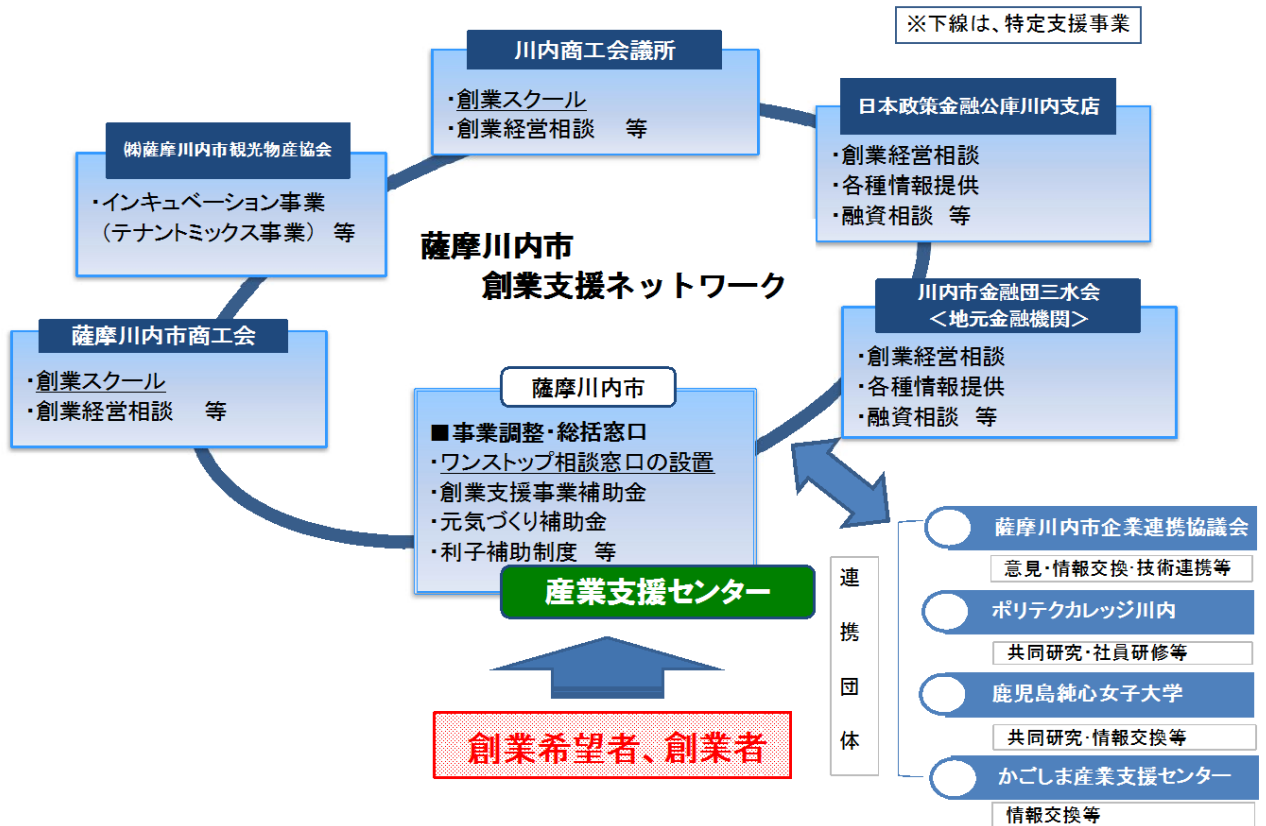 ※下線は、特定支援事業
川内商工会議所
・創業スクール
・創業経営相談　等
日本政策金融公庫川内支店
・創業経営相談
・各種情報提供
・融資相談　等
㈱薩摩川内市観光物産協会
・インキュベーション事業
（テナントミックス事業）　等
薩摩川内市
創業支援ネットワーク
川内市金融団三水会
＜地元金融機関＞
・創業経営相談
・各種情報提供
・融資相談　等
薩摩川内市商工会
・創業スクール
・創業経営相談　等
薩摩川内市
■事業調整・総括窓口
・ワンストップ相談窓口の設置
・創業支援事業補助金
・元気づくり補助金
・利子補助制度　等
産業支援センター
創業希望者、創業者
連携団体
薩摩川内市企業連携協議会
意見・情報交換・技術連携等
ポリテクカレッジ川内
共同研究・社員研修等
鹿児島純心女子大学
共同研究・情報交換等
かごしま産業支援センター
情報交換等